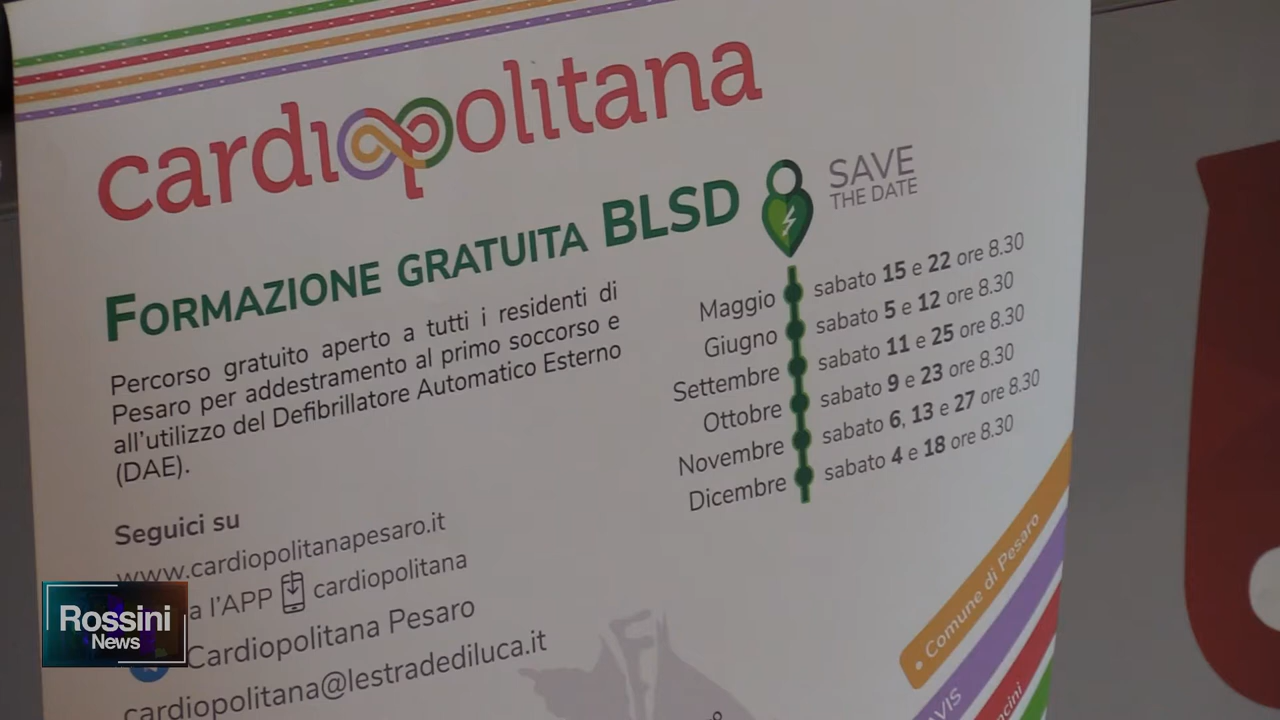 cardiopolitana
FORMAZIONE GRATUITA BLSD
SAVE
THE DATE
Percorso gratuito aperto a tutti i residenti di
Pesaro per addestramento al primo soccorso e
all'utilizzo del Defibrillatore Automatico Esterno
(DAE).
Maggio sabato 15 e 22 ore 8.30
Giugno sabato 5 e 12 ore 8.30
Settembre sabato 11 e 25 ore 8.30
Ottobre sabato 9 e 23 ore 8.30
Novembre sabato 6, 13 e 27 ore 8.30
Dicembre sabato 4 e 18 ore 8.30
Seguici su
www.cardiopolitanapesaro.it
a l'APP cardiopolitana
Cardiopolitana Pesaro
cardiopolitana@lestradediluca.it
Comune di Pesaro
AVIS
Rossini
News